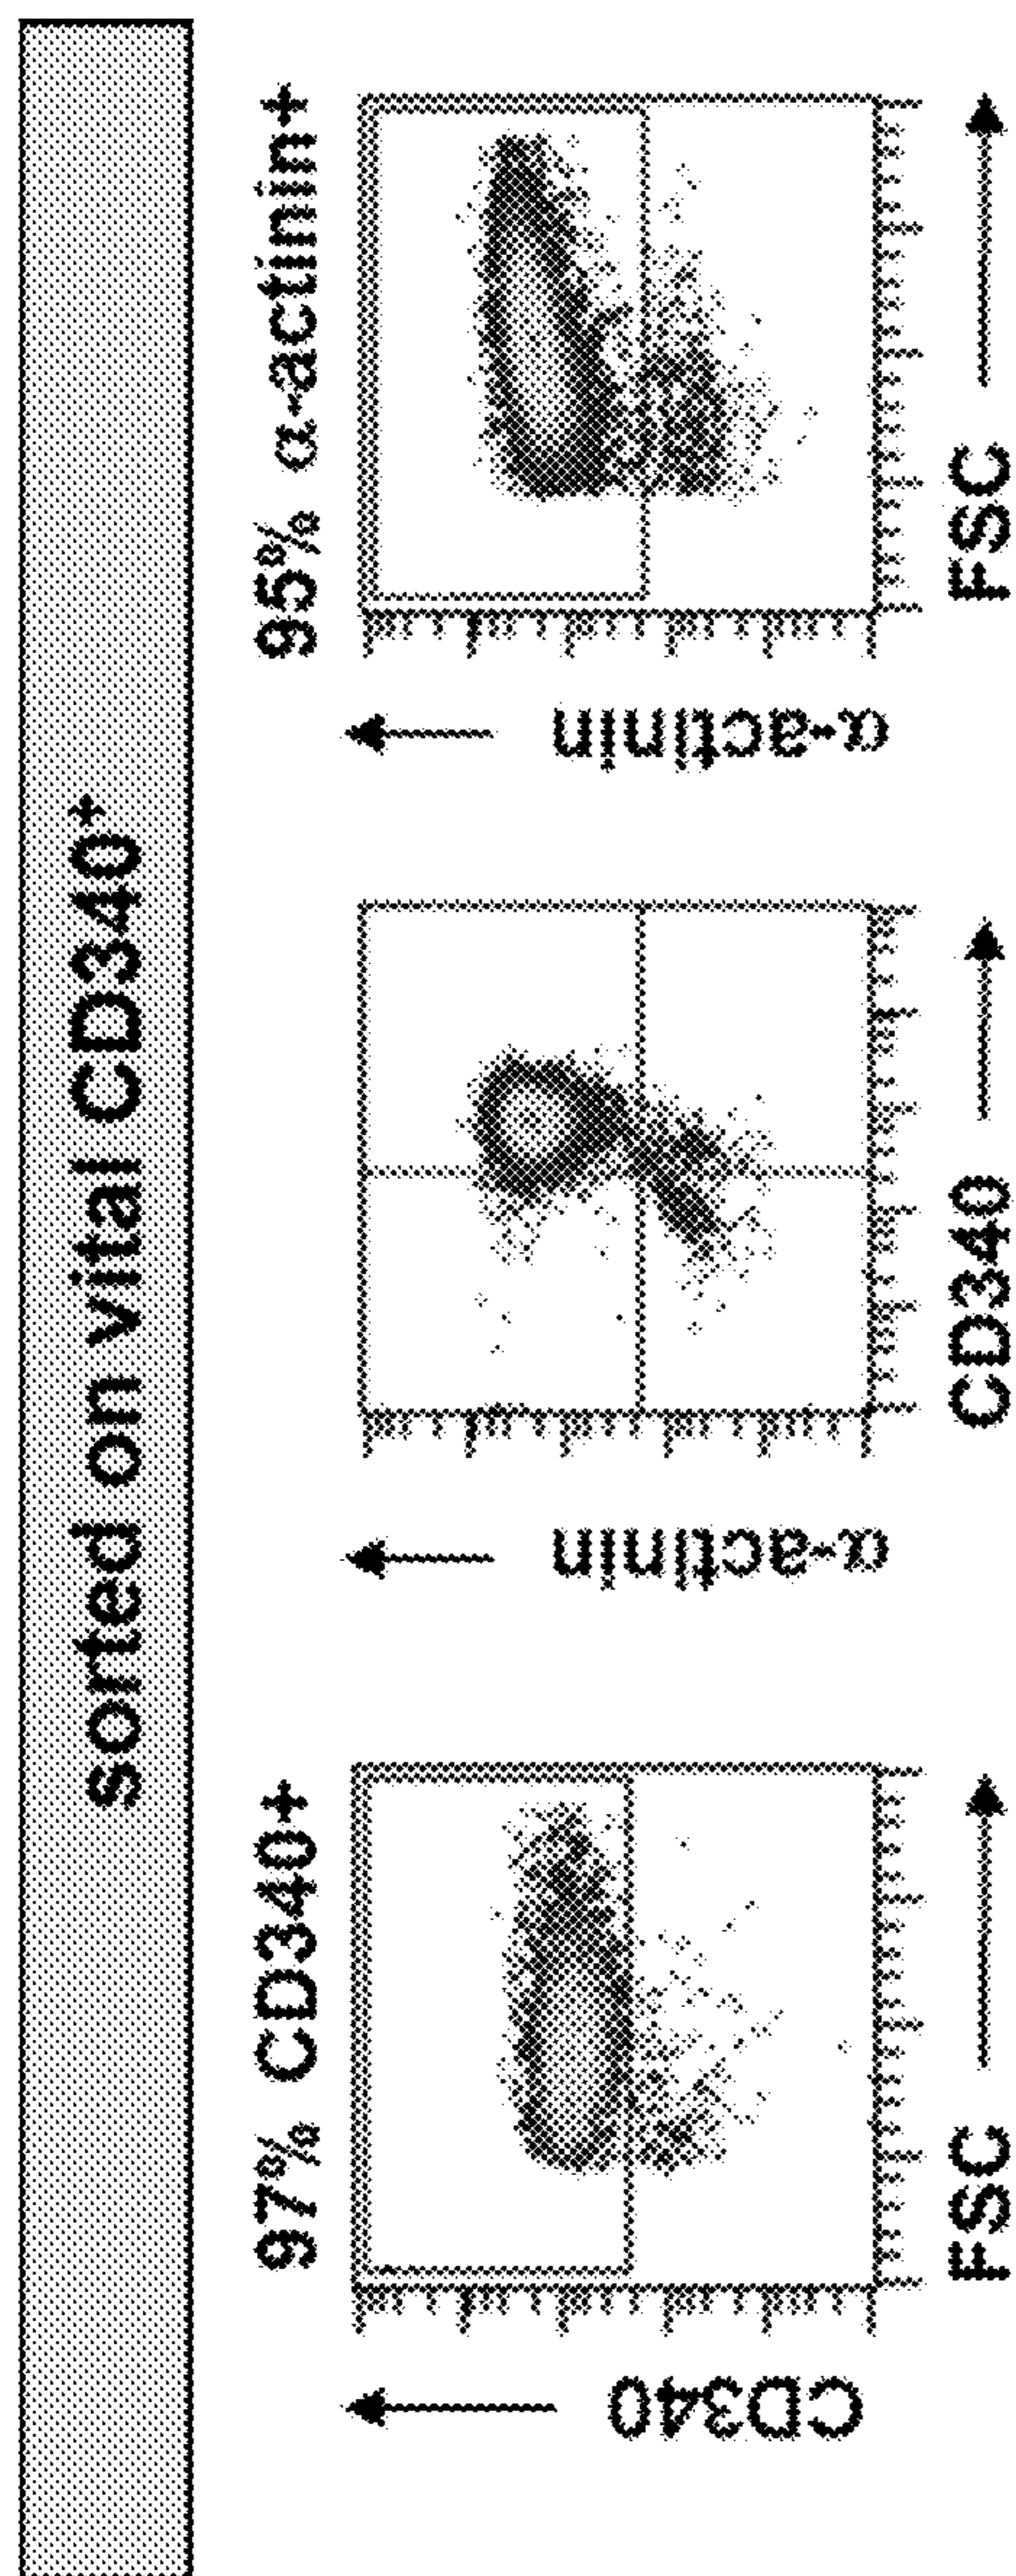 sorted on vital CD340⁺
97% CD340+
CD340
FSC
α-actinin
CD340
95% α-actinin+
α-actinin
FSC